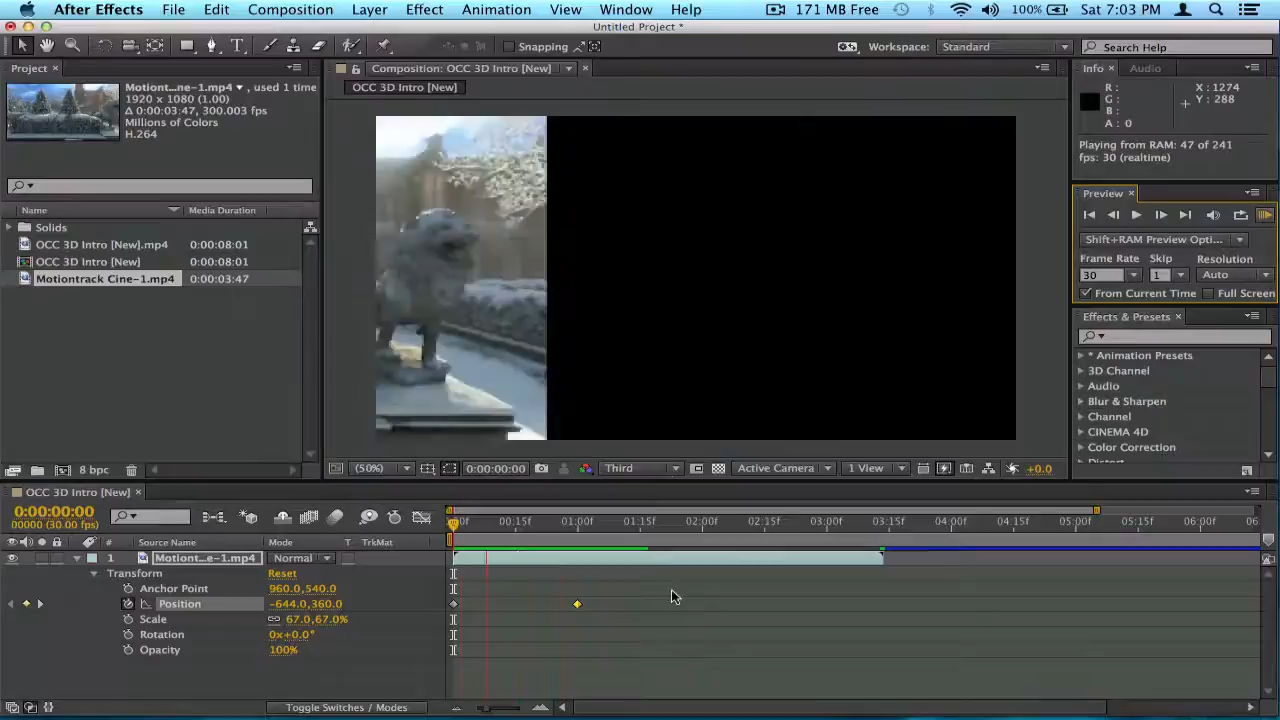 After Effects File Edit Composition Layer Effect Animation View Window Help 171 MB Free 100% Sat 7:03 PM
Untitled Project *
Snapping Workspace: Standard Search Help
Project
Motiont...ne-1.mp4 , used 1 time
1920 x 1080 (1.00)
Δ 0:00:03:47, 300.003 fps
Millions of Colors
H.264
Name Media Duration
Solids
OCC 3D Intro [New].mp4 0:00:08:01
OCC 3D Intro [New] 0:00:08:01
Motiontrack Cine-1.mp4 0:00:03:47
8 bpc
Composition: OCC 3D Intro [New]
OCC 3D Intro [New]
(50%) 0:00:00:00 Third Active Camera 1 View +0.0
Info Audio
R : X : 1274
G : Y : 288
B :
A : 0
Playing from RAM: 47 of 241
fps: 30 (realtime)
Preview
Shift+RAM Preview Opti...
Frame Rate Skip Resolution
30 1 Auto
From Current Time Full Screen
Effects & Presets
* Animation Presets
3D Channel
Audio
Blur & Sharpen
Channel
CINEMA 4D
Color Correction
Distort
OCC 3D Intro [New]
0:00:00:00
00000 (30.00 fps)
:00f 00:15f 01:00f 01:15f 02:00f 02:15f 03:00f 03:15f 04:00f 04:15f 05:00f 05:15f 06:00f 06
# Source Name Mode T TrkMat
1 Motiont...e-1.mp4 Normal
Transform Reset
Anchor Point 960.0,540.0
Position -644.0,360.0
Scale 67.0,67.0%
Rotation 0x+0.0°
Opacity 100%
Toggle Switches / Modes